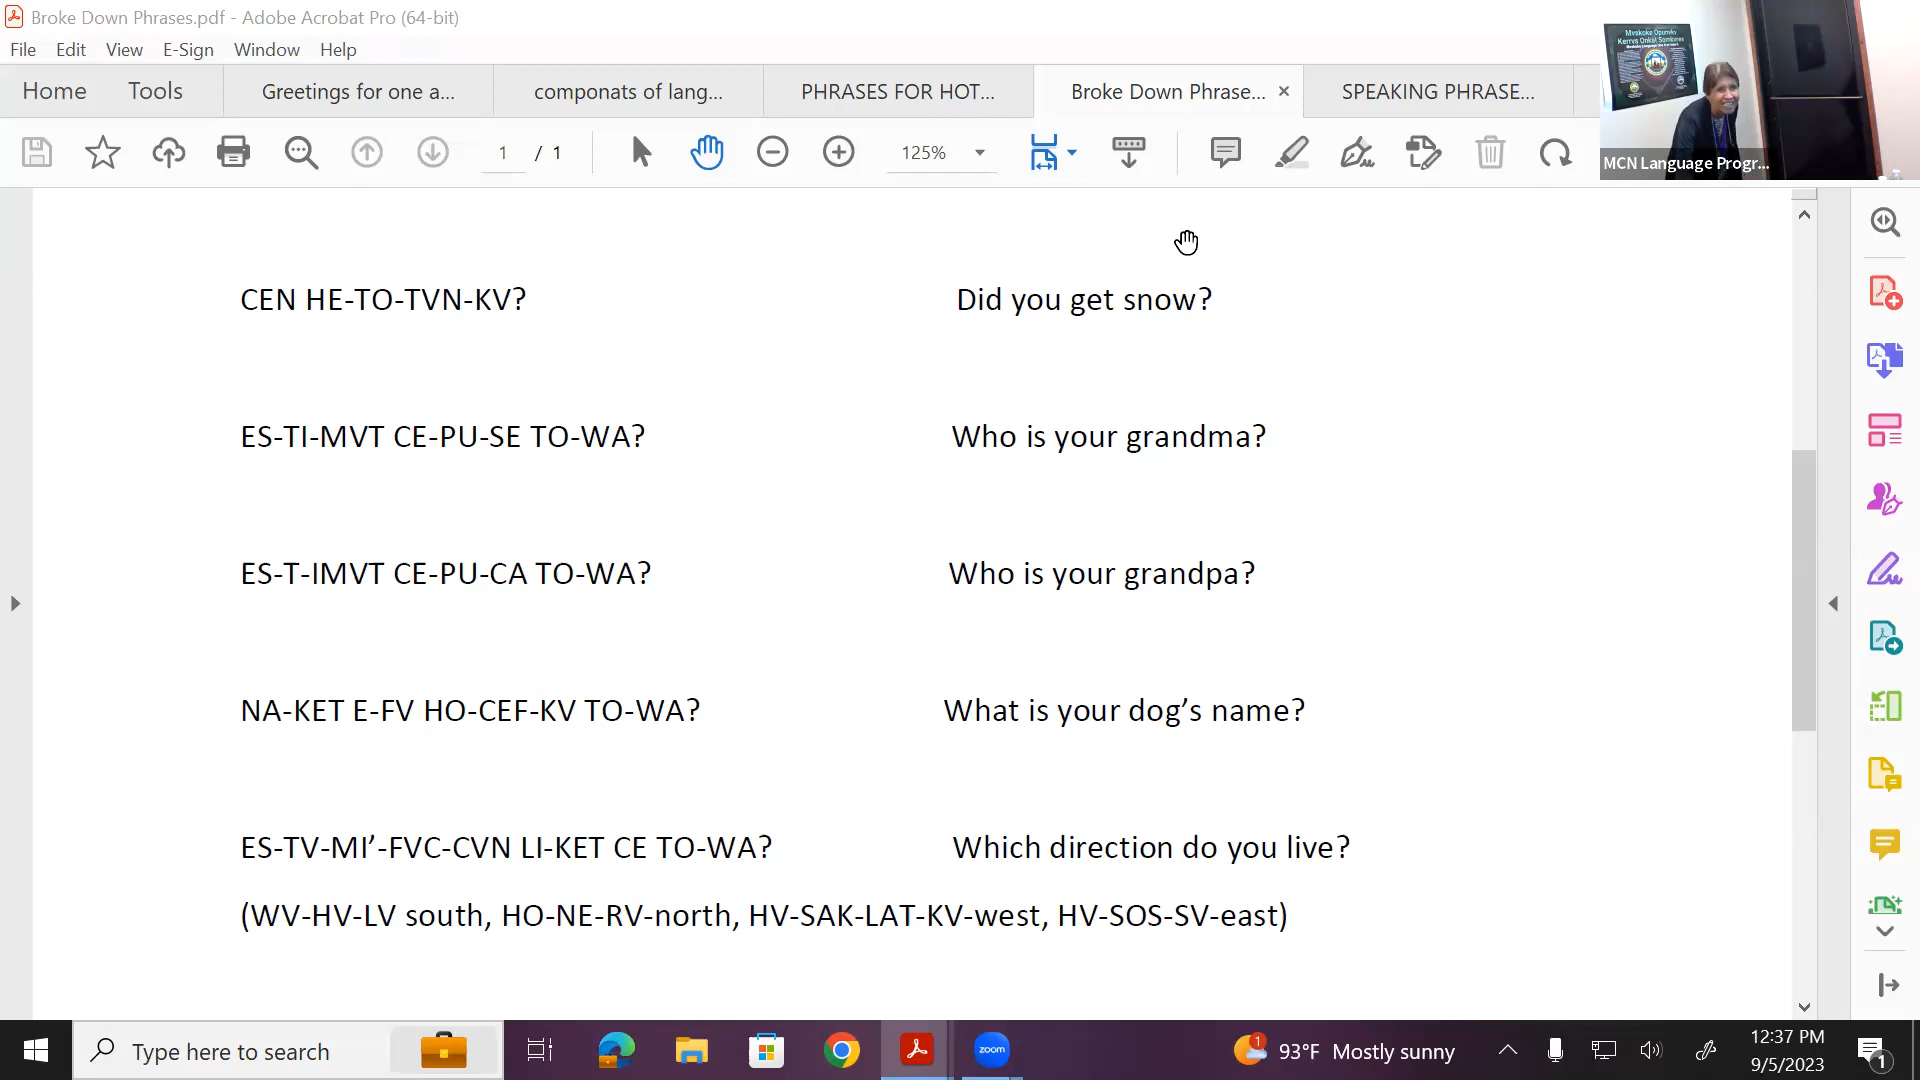 Broke Down Phrases.pdf - Adobe Acrobat Pro (64-bit)
File Edit View E-Sign Window Help
Home Tools Greetings for one a... componats of lang... PHRASES FOR HOT... Broke Down Phrase... × SPEAKING PHRASE...
1 / 1 125%
Mvskoke Opunvkv
MCN Language Progr...
CEN HE-TO-TVN-KV? Did you get snow?
ES-TI-MVT CE-PU-SE TO-WA? Who is your grandma?
ES-T-IMVT CE-PU-CA TO-WA? Who is your grandpa?
NA-KET E-FV HO-CEF-KV TO-WA? What is your dog’s name?
ES-TV-MI’-FVC-CVN LI-KET CE TO-WA? Which direction do you live?
(WV-HV-LV south, HO-NE-RV-north, HV-SAK-LAT-KV-west, HV-SOS-SV-east)
Type here to search
zoom
1
93°F Mostly sunny
12:37 PM
9/5/2023
1